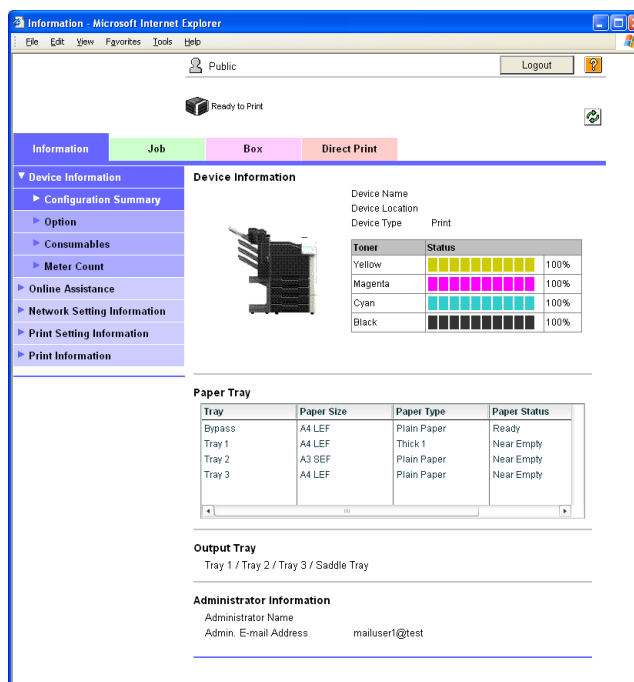 Information - Microsoft Internet Explorer
File Edit View Favorites Tools Help
Public
Logout
?
Ready to Print
Information Job Box Direct Print
Device Information
Configuration Summary
Option
Consumables
Meter Count
Online Assistance
Network Setting Information
Print Setting Information
Print Information
Device Information
Device Name
Device Location
Device Type Print
Toner Status
Yellow 100%
Magenta 100%
Cyan 100%
Black 100%
Paper Tray
Tray Paper Size Paper Type Paper Status
Bypass A4 LEF Plain Paper Ready
Tray 1 A4 LEF Thick 1 Near Empty
Tray 2 A3 SEF Plain Paper Near Empty
Tray 3 A4 LEF Plain Paper Near Empty
Output Tray
Tray 1 / Tray 2 / Tray 3 / Saddle Tray
Administrator Information
Administrator Name
Admin. E-mail Address mailuser1@test